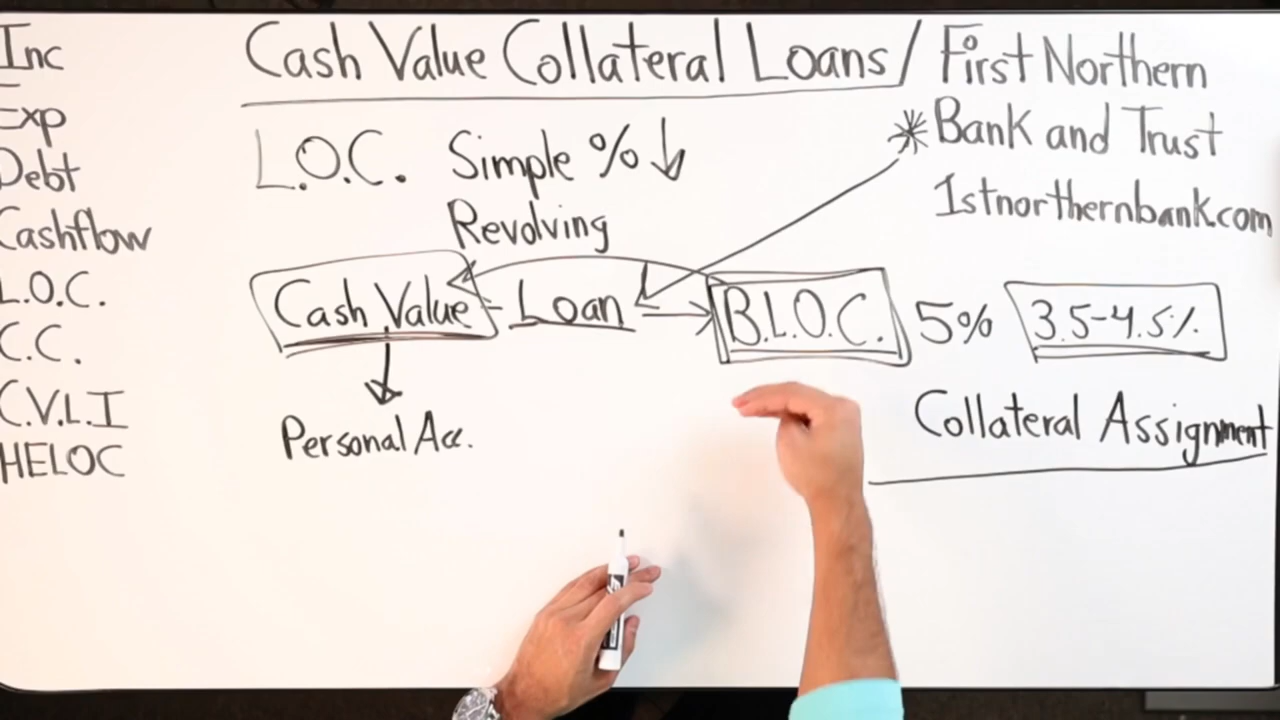 Inc
Exp
Debt
Cashflow
L.O.C.
C.C.
C.V.L.I
HELOC
Cash Value Collateral Loans/
First Northern
*Bank and Trust
1stnorthernbank.com
L.O.C. Simple %↓
Revolving
Cash Value - Loan → B.L.O.C. 5% 3.5-4.5%
Personal Acc.
Collateral Assignment